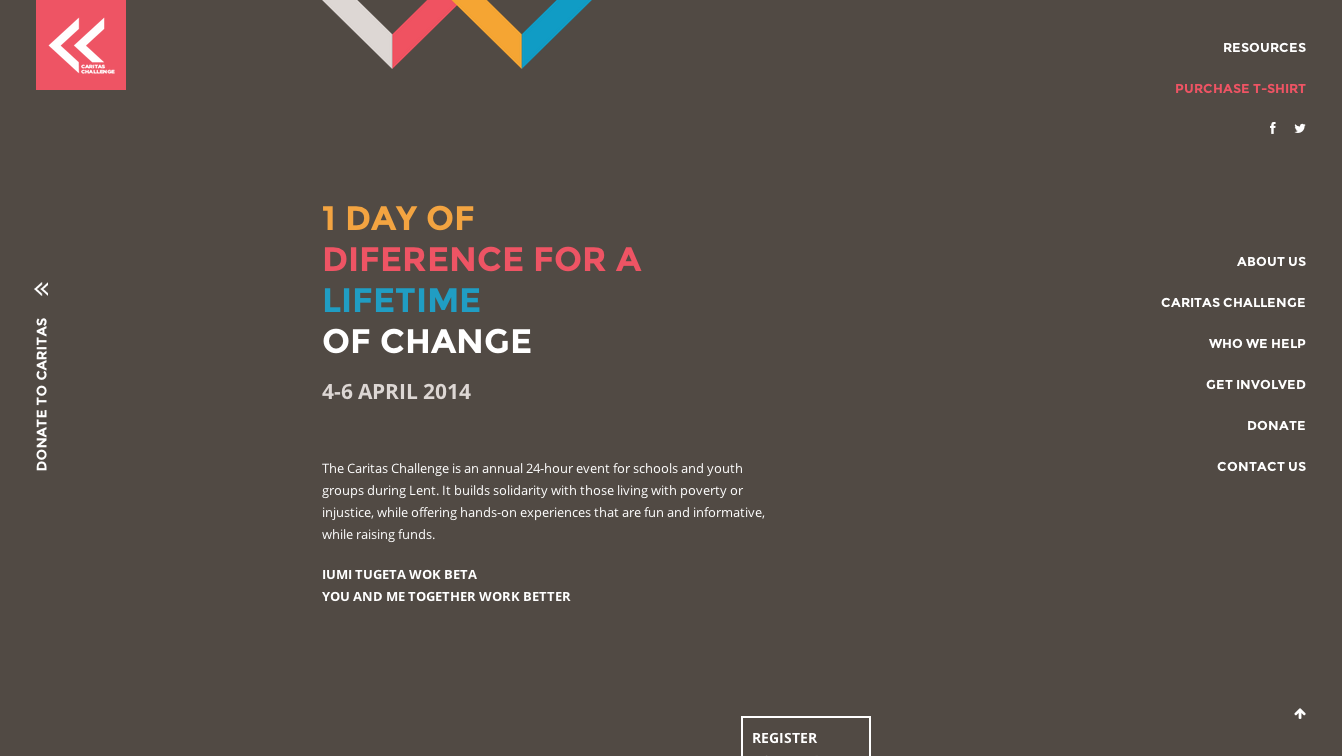 CARITAS
CHALLENGE
RESOURCES
PURCHASE T-SHIRT
DONATE TO CARITAS
1 DAY OF
DIFERENCE FOR A
LIFETIME
OF CHANGE
4-6 APRIL 2014
The Caritas Challenge is an annual 24-hour event for schools and youth
groups during Lent. It builds solidarity with those living with poverty or
injustice, while offering hands-on experiences that are fun and informative,
while raising funds.
IUMI TUGETA WOK BETA
YOU AND ME TOGETHER WORK BETTER
ABOUT US
CARITAS CHALLENGE
WHO WE HELP
GET INVOLVED
DONATE
CONTACT US
REGISTER